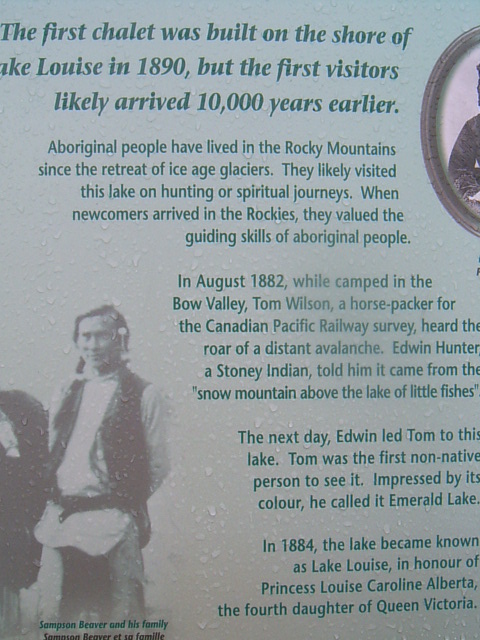 The first chalet was built on the shore of
ake Louise in 1890, but the first visitors
likely arrived 10,000 years earlier.
Aboriginal people have lived in the Rocky Mountains
since the retreat of ice age glaciers. They likely visited
this lake on hunting or spiritual journeys. When
newcomers arrived in the Rockies, they valued the
guiding skills of aboriginal people.
In August 1882, while camped in the
Bow Valley, Tom Wilson, a horse-packer for
the Canadian Pacific Railway survey, heard the
roar of a distant avalanche. Edwin Hunter,
a Stoney Indian, told him it came from the
"snow mountain above the lake of little fishes".
The next day, Edwin led Tom to this
lake. Tom was the first non-native
person to see it. Impressed by its
colour, he called it Emerald Lake.
In 1884, the lake became known
as Lake Louise, in honour of
Princess Louise Caroline Alberta,
the fourth daughter of Queen Victoria.
Sampson Beaver and his family
Sampson Beaver et sa famille